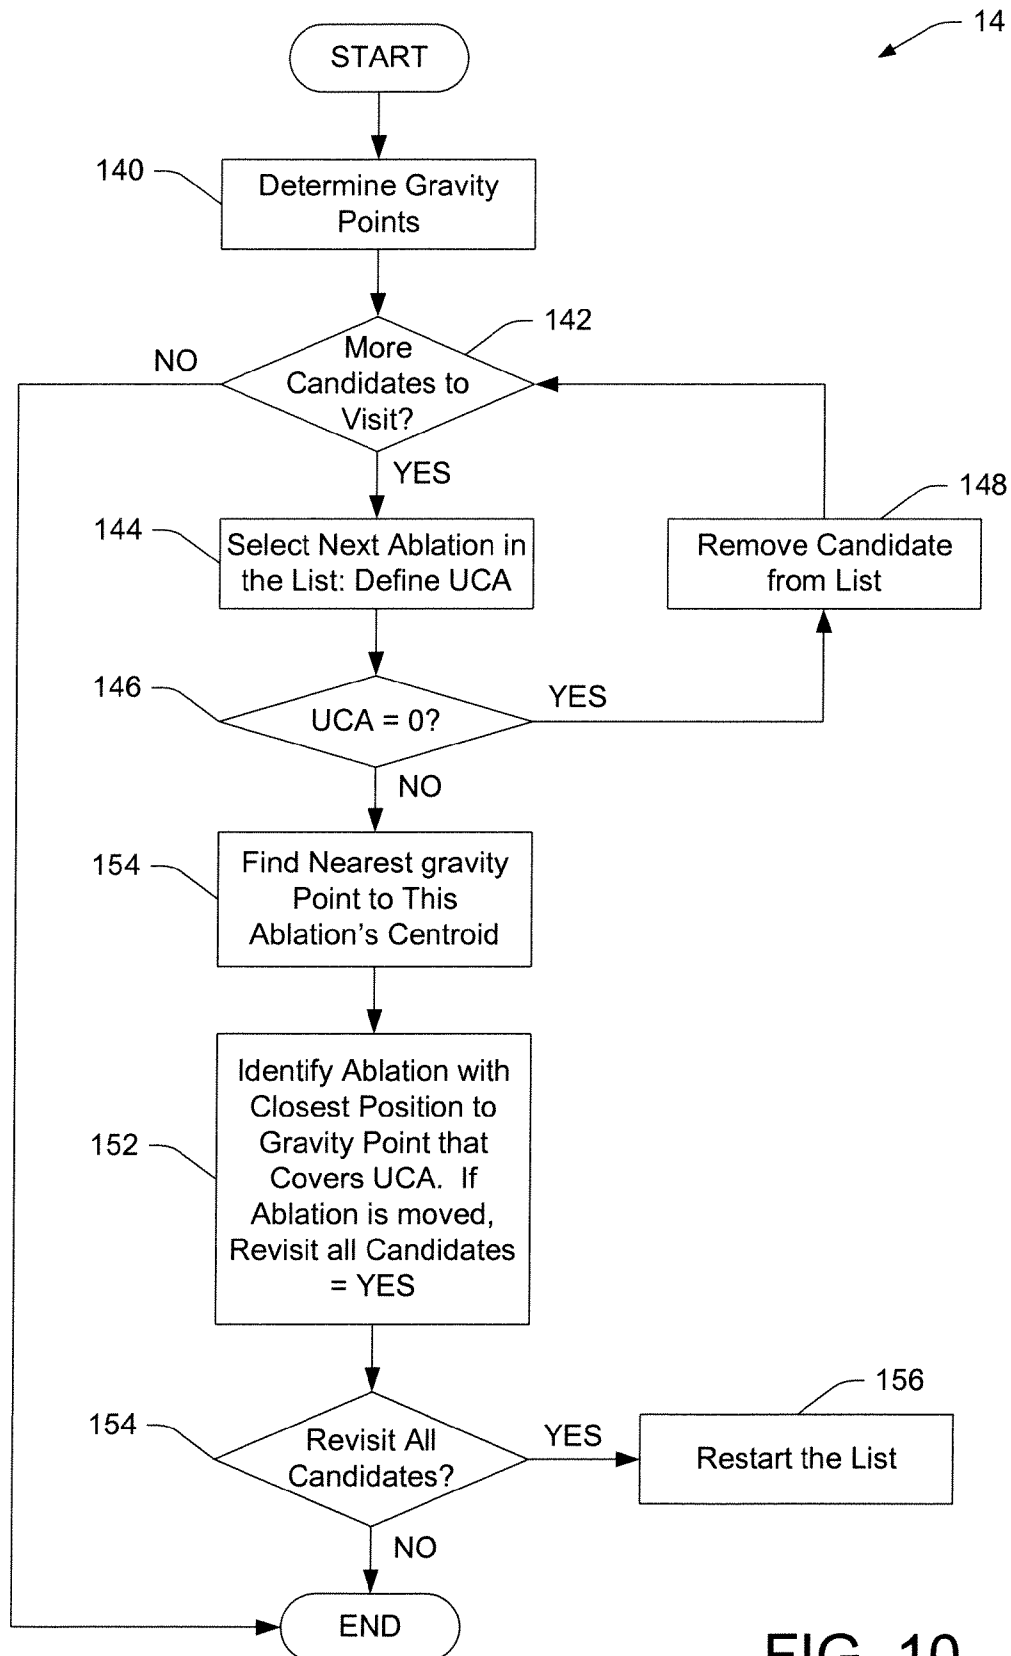 14
START
140
Determine Gravity
Points
142
More
Candidates to
Visit?
NO
YES
144
Select Next Ablation in
the List: Define UCA
148
Remove Candidate
from List
146
UCA = 0?
YES
NO
154
Find Nearest gravity
Point to This
Ablation's Centroid
152
Identify Ablation with
Closest Position to
Gravity Point that
Covers UCA. If
Ablation is moved,
Revisit all Candidates
= YES
154
Revisit All
Candidates?
YES
156
Restart the List
NO
END
FIG. 10